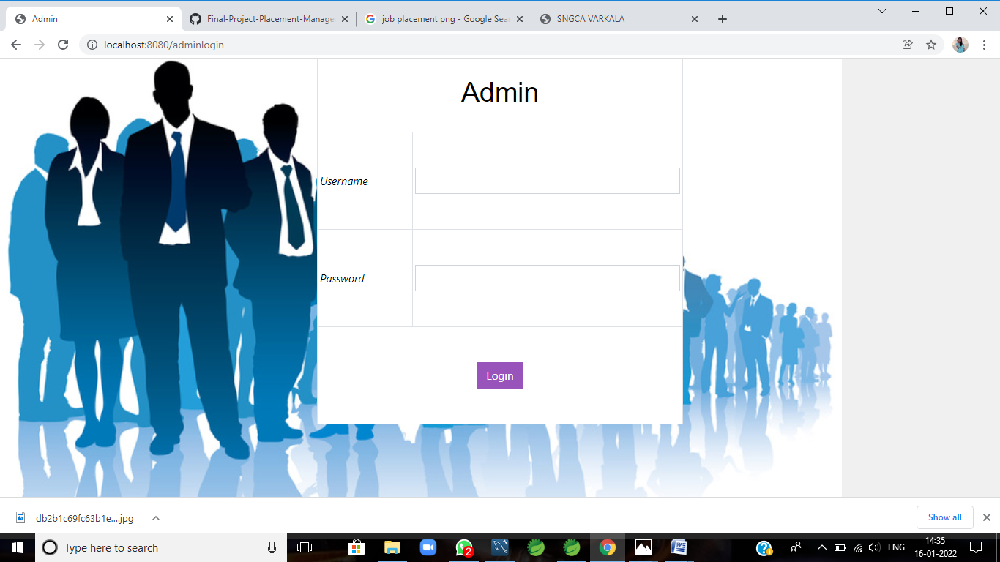 Admin
Final-Project-Placement-Manage
job placement png - Google Sear
SNGCA VARKALA
localhost:8080/adminlogin
Admin
Username
Password
Login
db2b1c69fc63b1e....jpg
Show all
Type here to search
2
W
?
ENG
14:35
16-01-2022